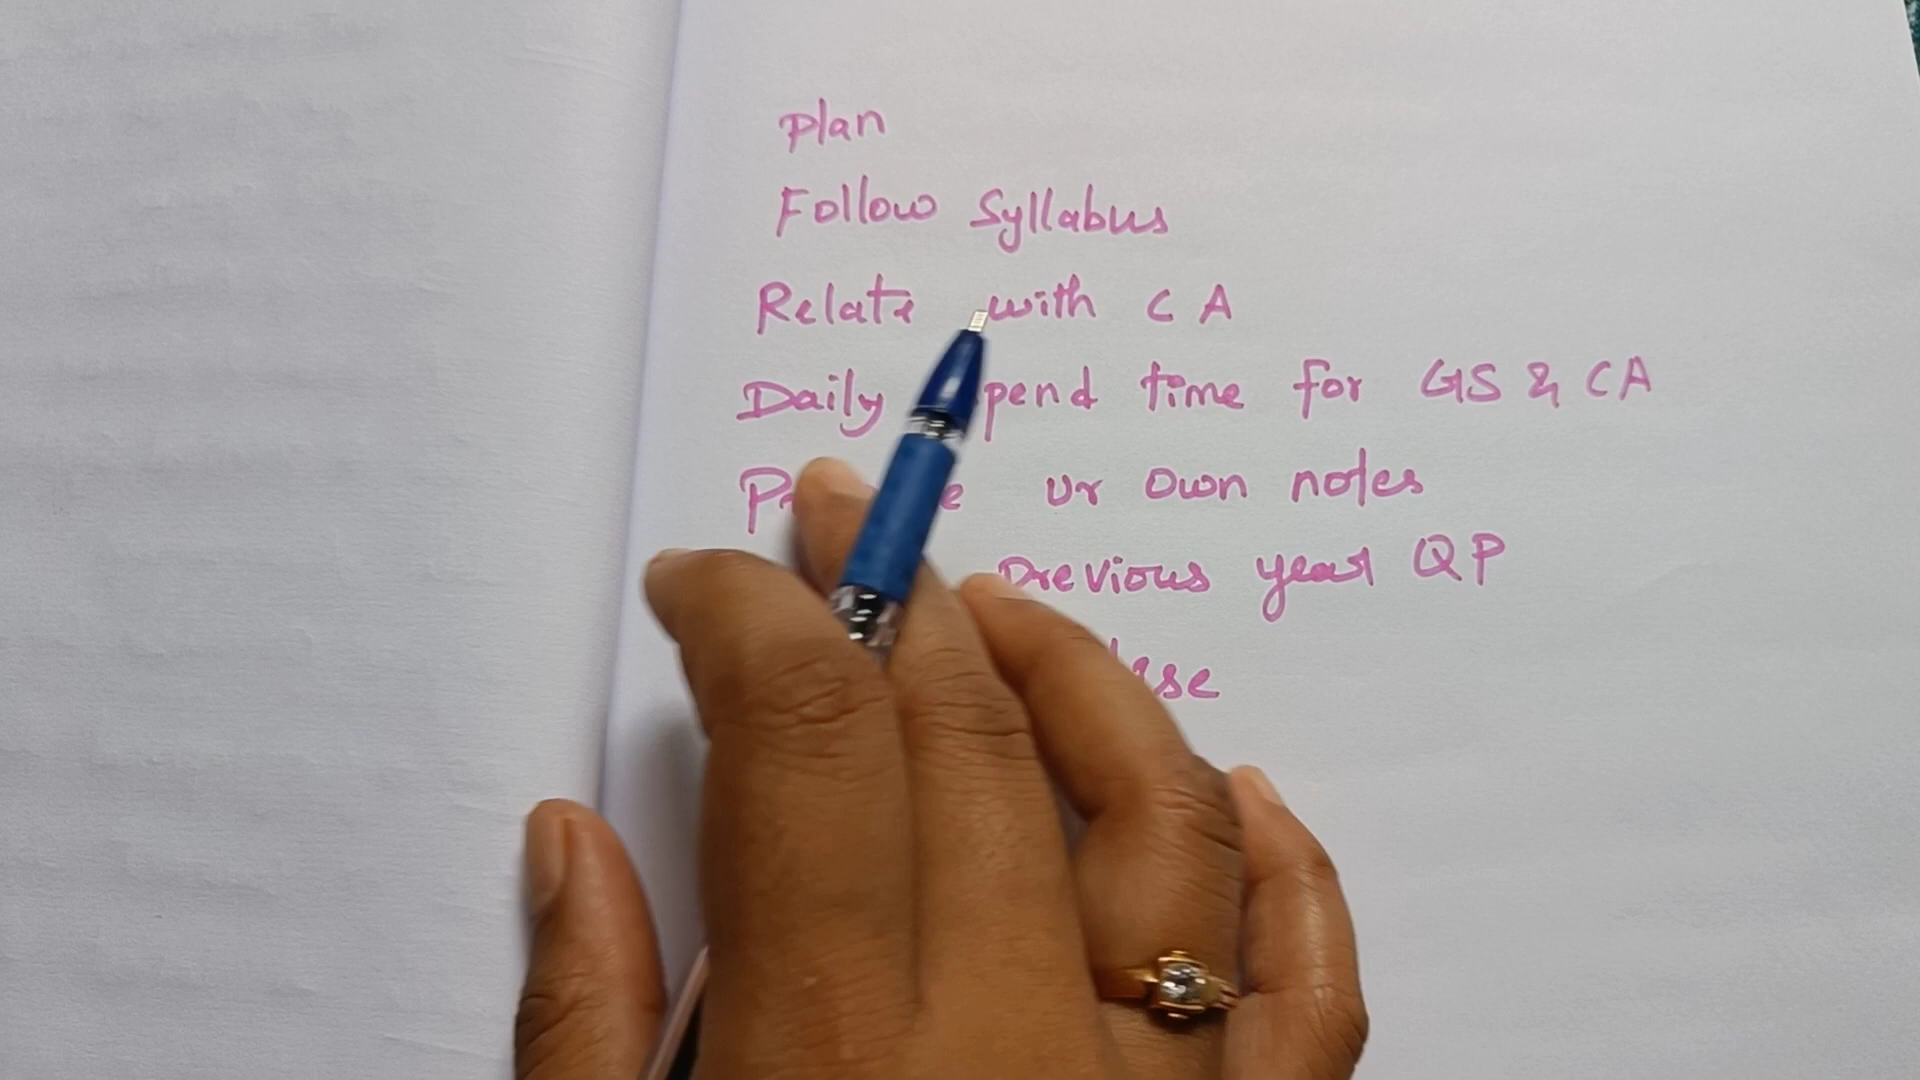 Plan
Follow Syllabus
Relate with CA
Daily spend time for GS & CA
ur own notes
Previous year QP